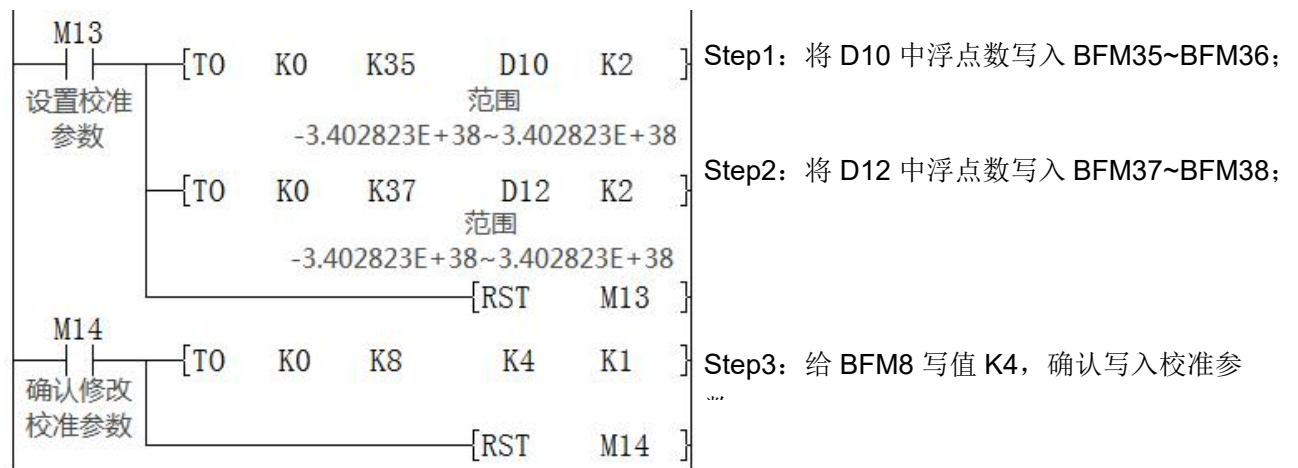 M13
[TO K0 K35 D10 K2 ]
Step1：将 D10 中浮点数写入 BFM35~BFM36；
设置校准
参数
范围
-3.402823E+38~3.402823E+38
[TO K0 K37 D12 K2 ]
Step2：将 D12 中浮点数写入 BFM37~BFM38；
范围
-3.402823E+38~3.402823E+38
[RST M13 ]
M14
[TO K0 K8 K4 K1 ]
Step3：给 BFM8 写值 K4，确认写入校准参
确认修改
校准参数
[RST M14 ]